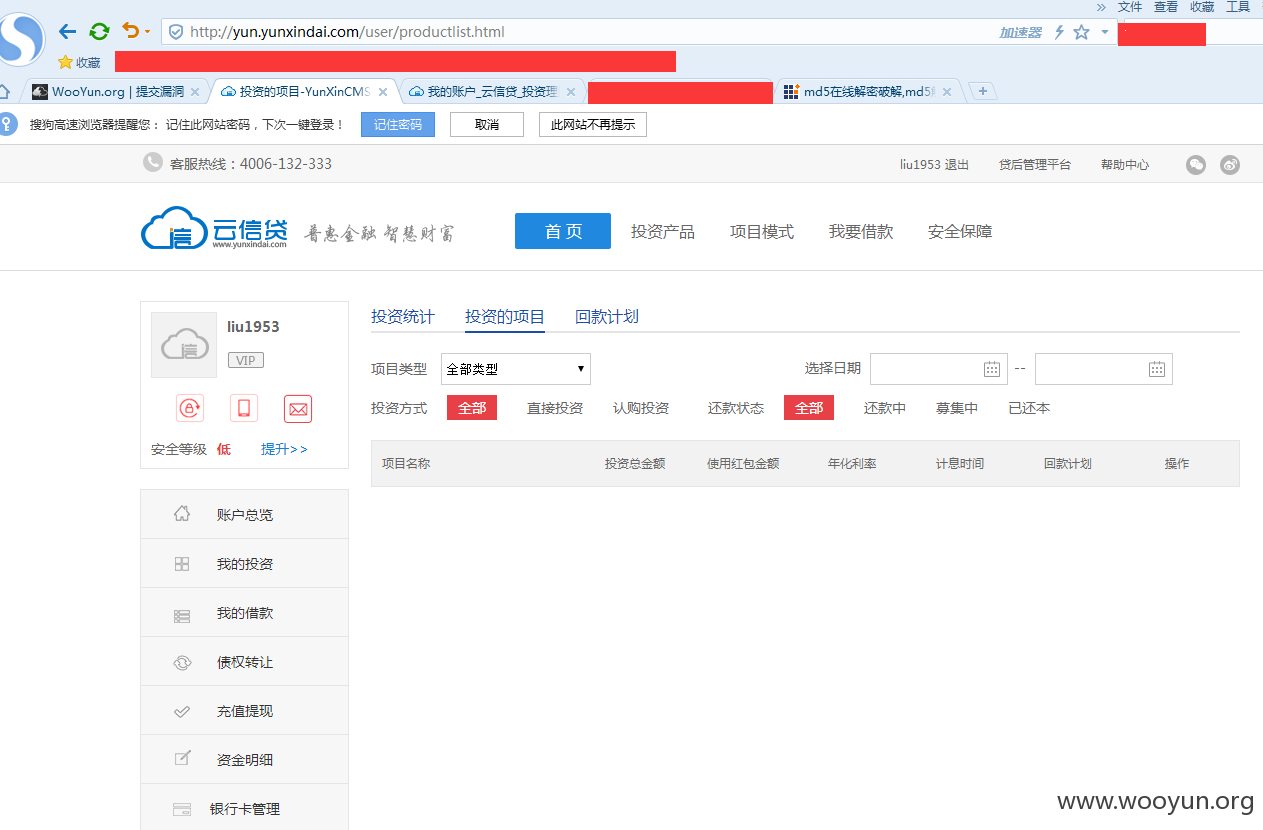 » 文件 查看 收藏 工具
http://yun.yunxindai.com/user/productlist.html 加速器
收藏
WooYun.org | 提交漏洞 投资的项目-YunXinCMS 我的账户_云信贷_投资理 md5在线解密破解,md5
搜狗高速浏览器提醒您： 记住此网站密码，下次一键登录！ 记住密码 取消 此网站不再提示
客服热线：4006-132-333 liu1953 退出 贷后管理平台 帮助中心
云信贷 www.yunxindai.com 普惠金融 智慧财富 首 页 投资产品 项目模式 我要借款 安全保障
liu1953
VIP
安全等级 低 提升>>
投资统计 投资的项目 回款计划
项目类型 全部类型 选择日期 --
投资方式 全部 直接投资 认购投资 还款状态 全部 还款中 募集中 已还本
项目名称 投资总金额 使用红包金额 年化利率 计息时间 回款计划 操作
账户总览
我的投资
我的借款
债权转让
充值提现
资金明细
银行卡管理
www.wooyun.org